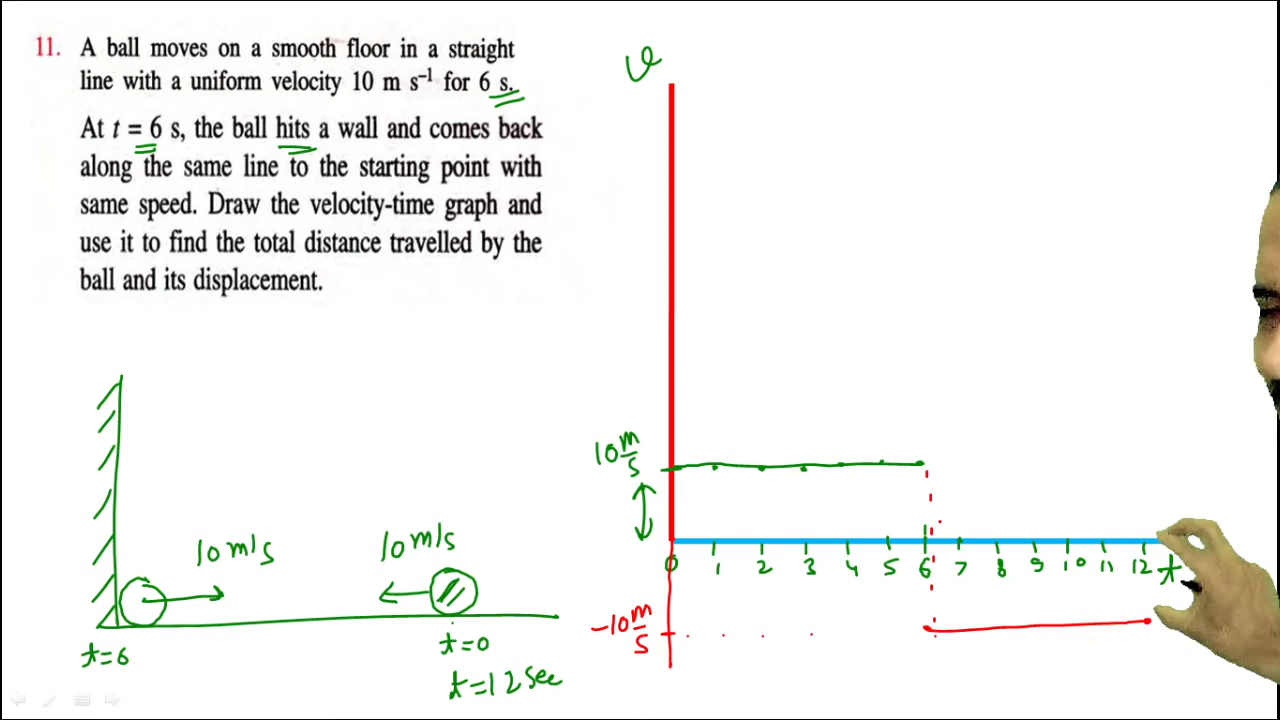 11. A ball moves on a smooth floor in a straight
line with a uniform velocity 10 m s⁻¹ for 6 s.
At t = 6 s, the ball hits a wall and comes back
along the same line to the starting point with
same speed. Draw the velocity-time graph and
use it to find the total distance travelled by the
ball and its displacement.
10 m/s
10 m/s
t=6
t=0
t=12 sec
v
10 m/s
0 1 2 3 4 5 6 7 8 9 10 11 12 t
-10 m/s